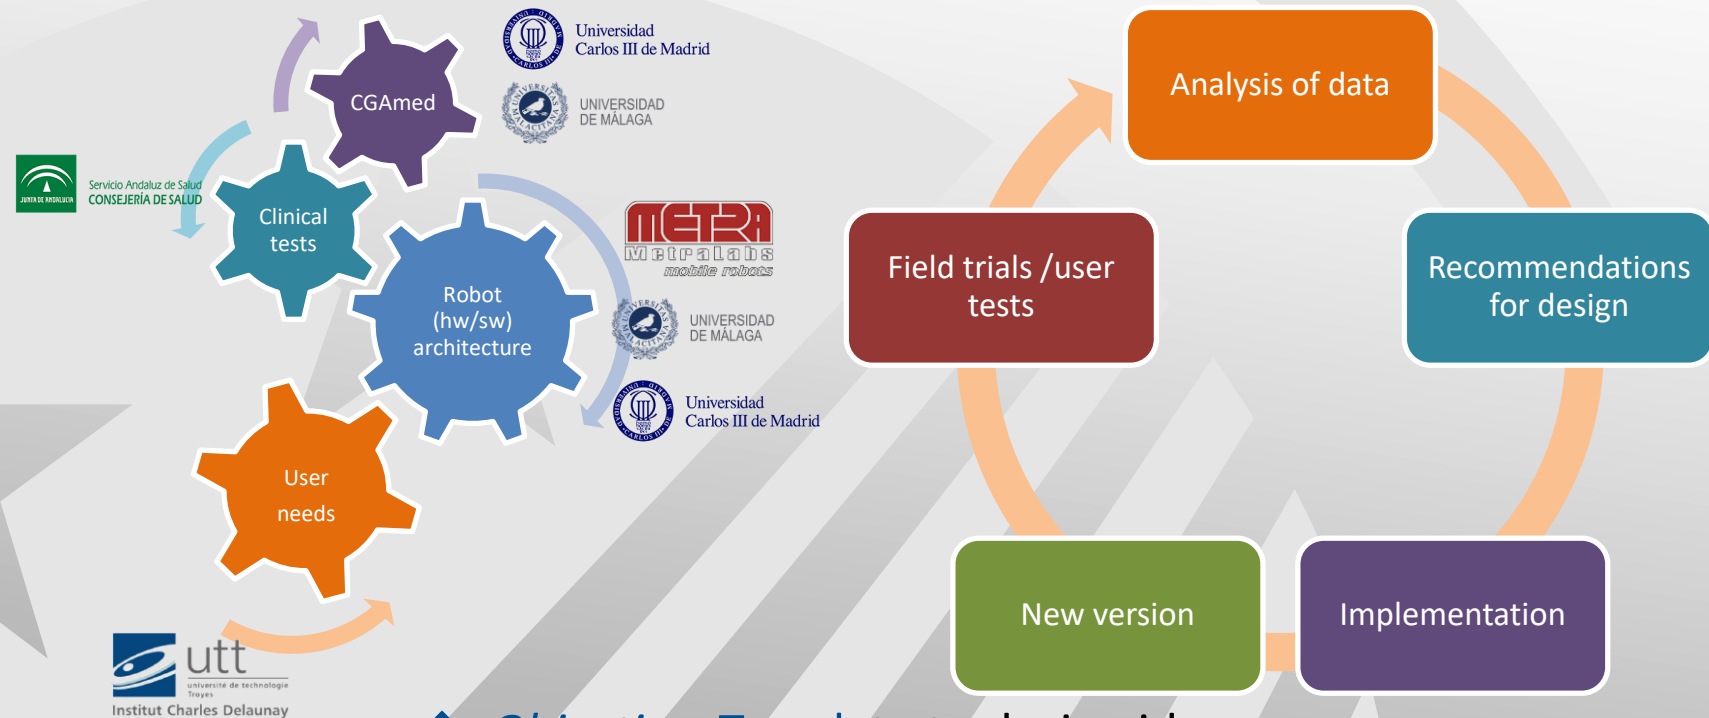 CGAmed
Universidad
Carlos III de Madrid
UNIVERSIDAD
DE MÁLAGA
JUNTA DE ANDALUCIA
Servicio Andaluz de Salud
CONSEJERÍA DE SALUD
Clinical
tests
METRA
MetraLabs
mobile robots
Robot
(hw/sw)
architecture
UNIVERSIDAD
DE MÁLAGA
Universidad
Carlos III de Madrid
User
needs
utt
université de technologie
Troyes
Institut Charles Delaunay
Analysis of data
Recommendations
for design
Implementation
New version
Field trials /user
tests